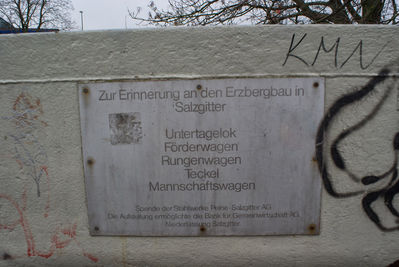 KMN
Zur Erinnerung an den Erzbergbau in
Salzgitter
Untertagelok
Förderwagen
Rungenwagen
Teckel
Mannschaftswagen
Spende der Stahlwerke Peine-Salzgitter AG
Die Aufstellung ermöglichte die Bank für Gemeinwirtschaft AG,
Niederlassung Salzgitter